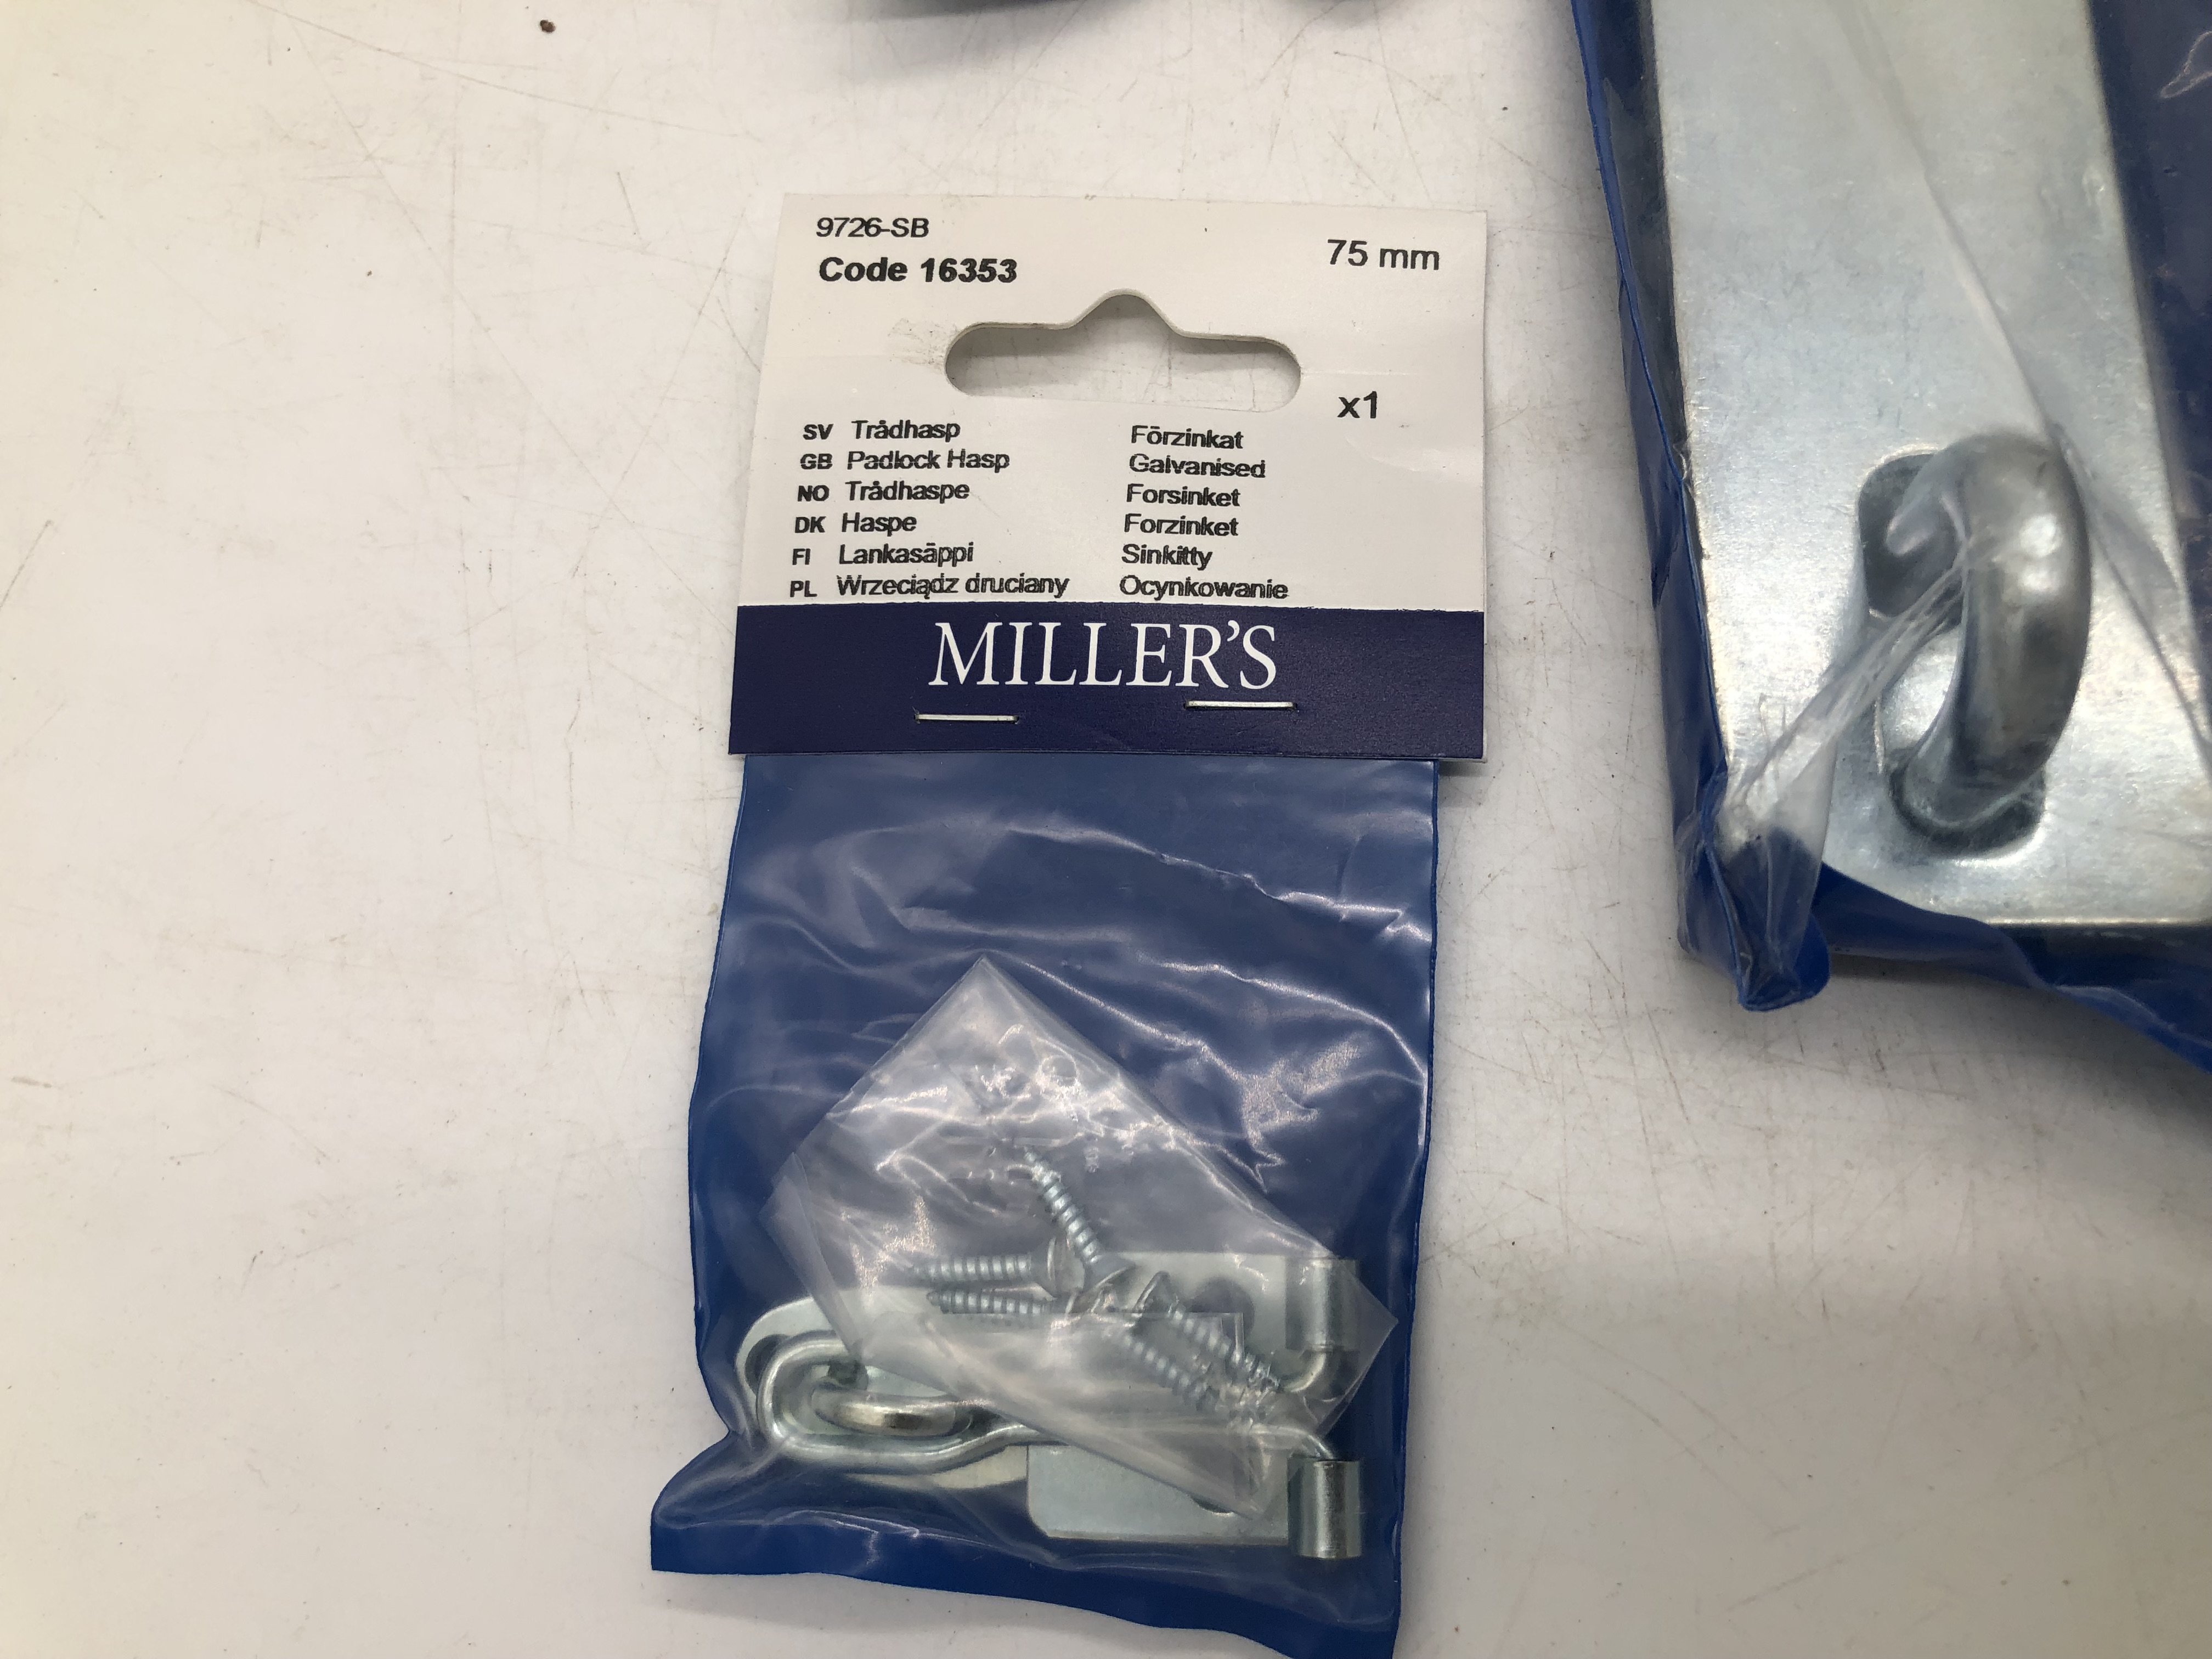 9726-SB
Code 16353
75 mm
x1
SV Trådhasp Förzinkat
GB Padlock Hasp Galvanised
NO Trådhaspe Forsinket
DK Haspe Forzinket
FI Lankasäppi Sinkitty
PL Wrzeciądz druciany Ocynkowanie
MILLER'S